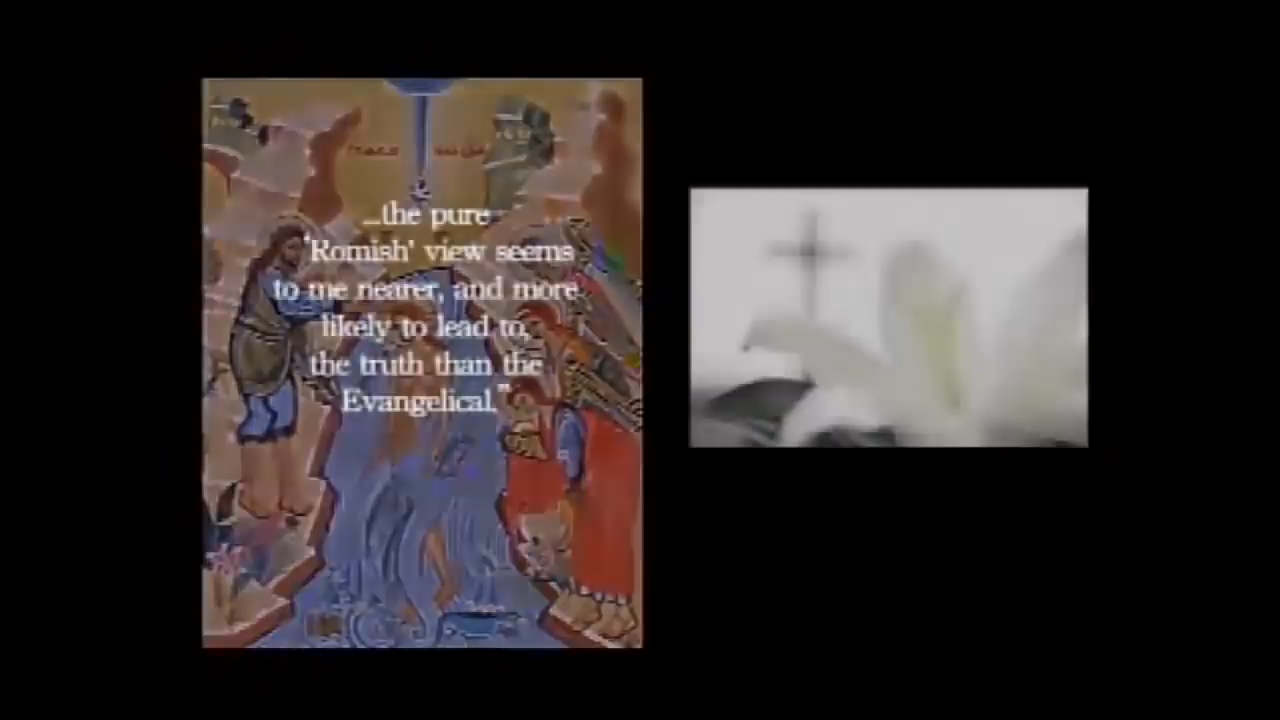 ...the pure
'Romish' view seems
to me nearer, and more
likely to lead to,
the truth than the
Evangelical."